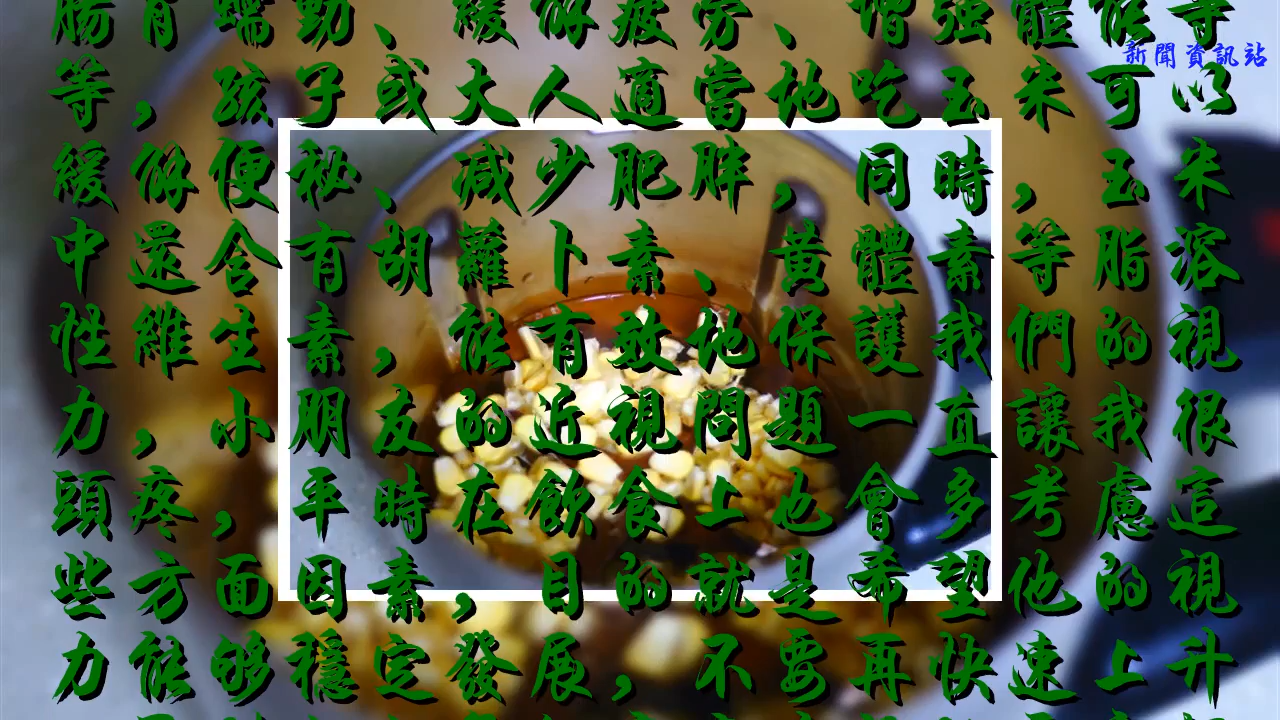 腸胃蠕動、緩解疲勞、增強體能等
新聞資訊站
等，孩子或大人適當地吃玉米可以
緩解便秘、減少肥胖，同時，玉米
中還含有胡蘿蔔素、黃體素等脂溶
性維生素，能有效地保護我們的視
力，小朋友的近視問題一直讓我很
頭疼，平時在飲食上也會多考慮這
些方面因素，目的就是希望他的視
力能够穩定發展，不要再快速上升